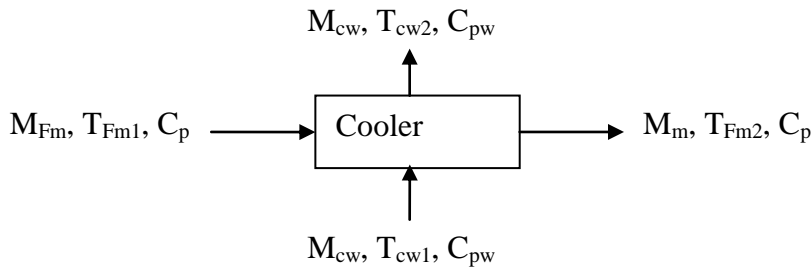 M_cw, T_cw2, C_pw
M_Fm, T_Fm1, C_p
Cooler
M_m, T_Fm2, C_p
M_cw, T_cw1, C_pw